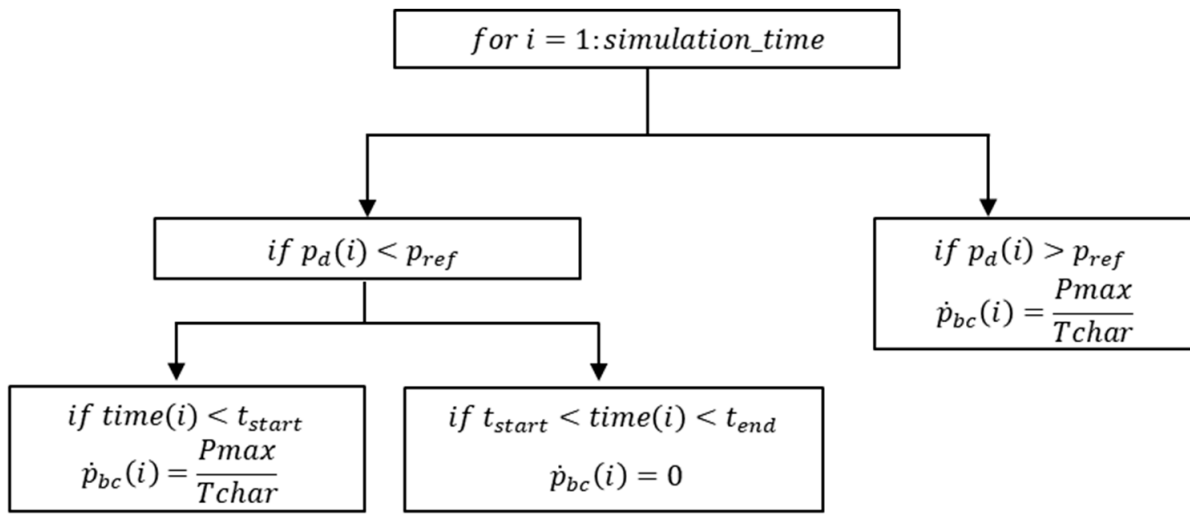 for i = 1:simulation_time
if p_d(i) < p_ref
if p_d(i) > p_ref
ṗ_bc(i) = Pmax/Tchar
if time(i) < t_start
ṗ_bc(i) = Pmax/Tchar
if t_start < time(i) < t_end
ṗ_bc(i) = 0